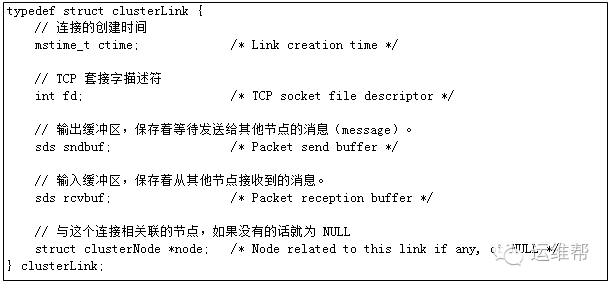 typedef struct clusterLink {
// 连接的创建时间
mstime_t ctime; /* Link creation time */
// TCP 套接字描述符
int fd; /* TCP socket file descriptor */
// 输出缓冲区，保存着等待发送给其他节点的消息（message）。
sds sndbuf; /* Packet send buffer */
// 输入缓冲区，保存着从其他节点接收到的消息。
sds rcvbuf; /* Packet reception buffer */
// 与这个连接相关联的节点，如果没有的话就为 NULL
struct clusterNode *node; /* Node related to this link if any, or NULL */
} clusterLink;
运维帮